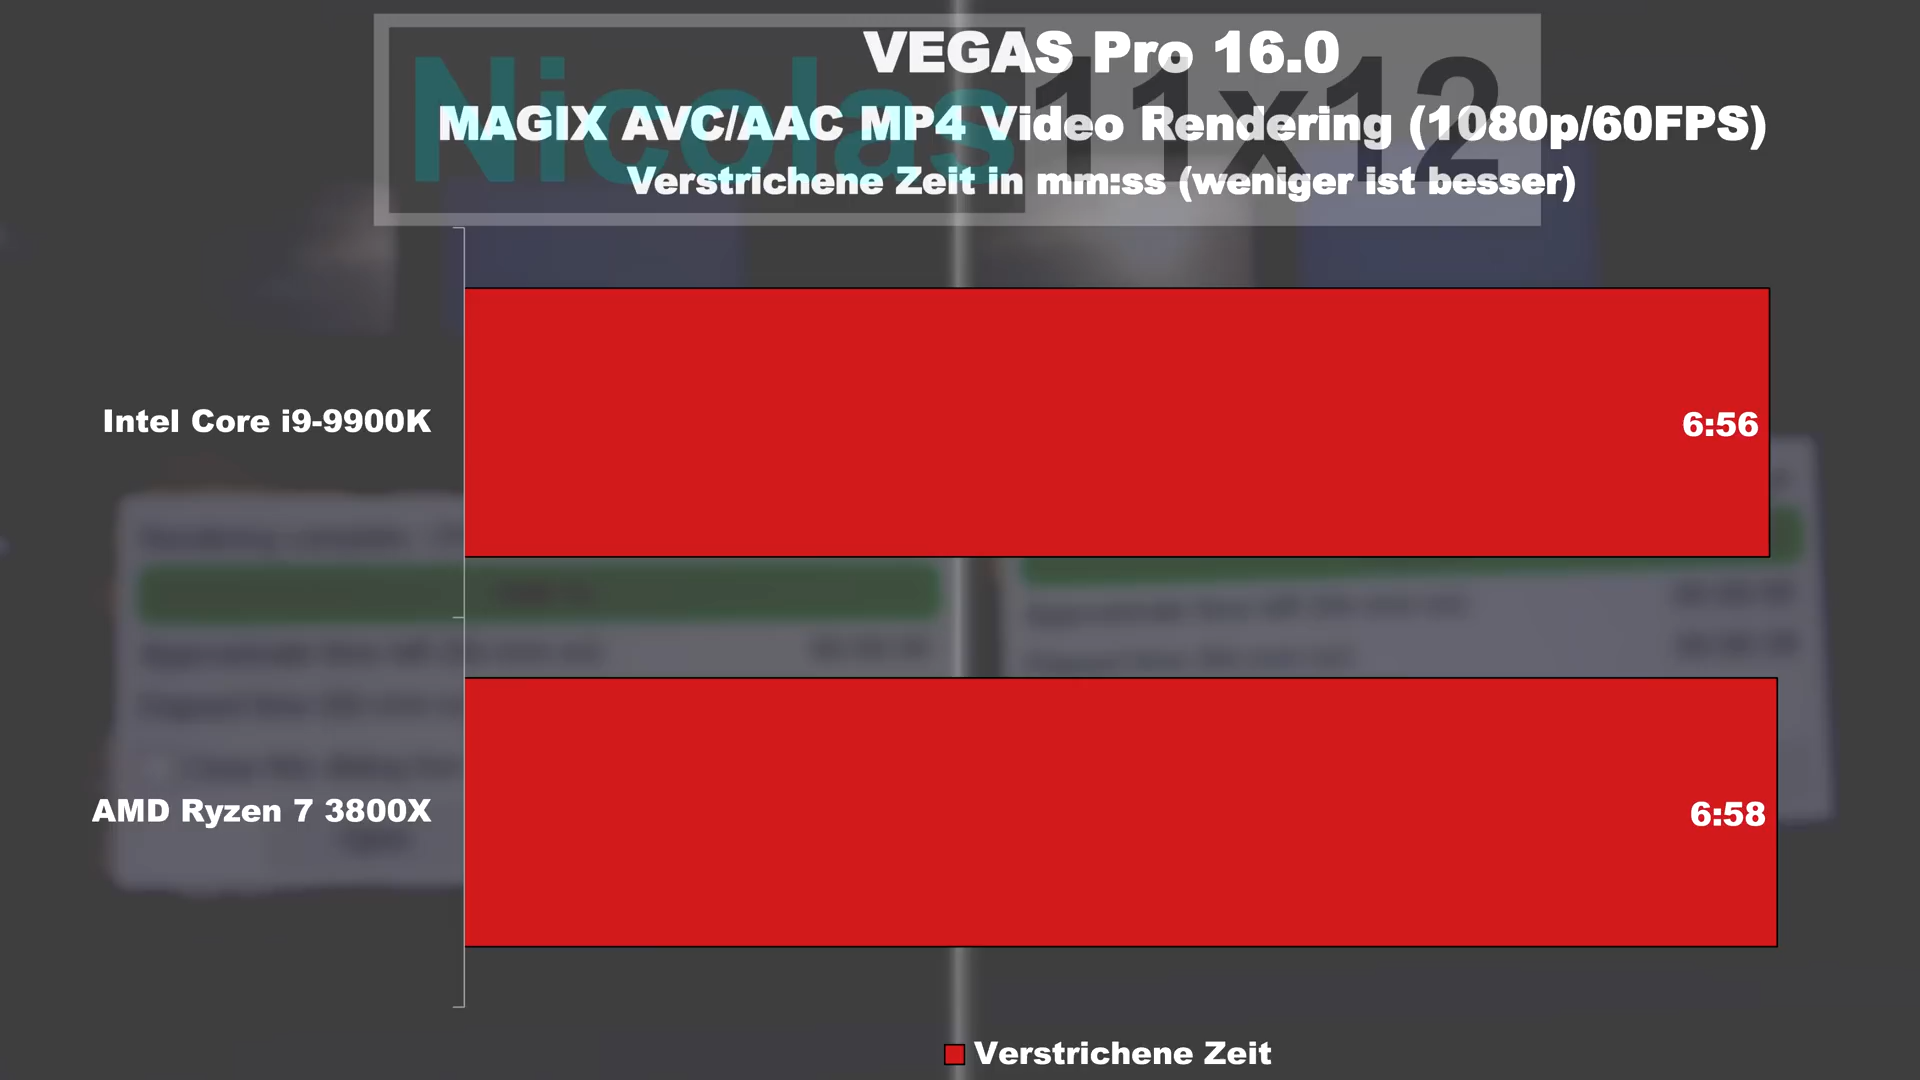 VEGAS Pro 16.0
MAGIX AVC/AAC MP4 Video Rendering (1080p/60FPS)
Verstrichene Zeit in mm:ss (weniger ist besser)
Nicolas11x12
Intel Core i9-9900K
6:56
AMD Ryzen 7 3800X
6:58
Verstrichene Zeit